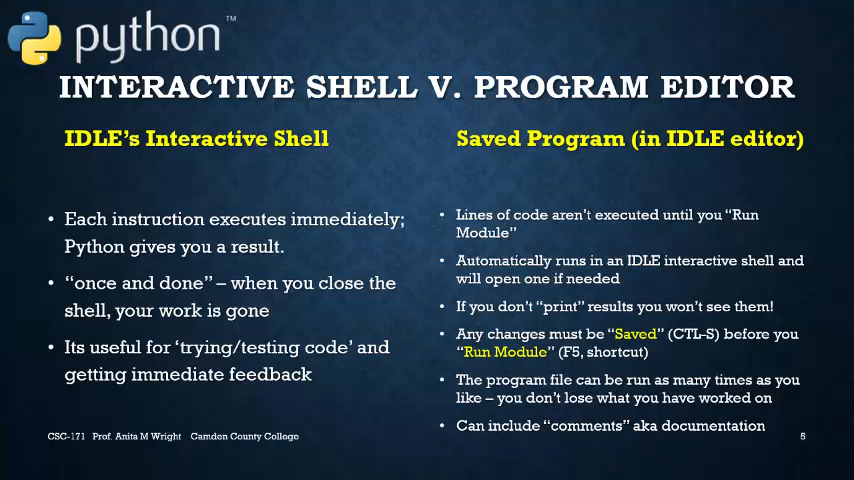 python™
INTERACTIVE SHELL V. PROGRAM EDITOR
IDLE’s Interactive Shell
• Each instruction executes immediately;
Python gives you a result.
• “once and done” – when you close the
shell, your work is gone
• Its useful for ‘trying/testing code’ and
getting immediate feedback
Saved Program (in IDLE editor)
• Lines of code aren’t executed until you “Run
Module”
• Automatically runs in an IDLE interactive shell and
will open one if needed
• If you don’t “print” results you won’t see them!
• Any changes must be “Saved” (CTL-S) before you
“Run Module” (F5, shortcut)
• The program file can be run as many times as you
like – you don’t lose what you have worked on
• Can include “comments” aka documentation
CSC-171 Prof. Anita M Wright Camden County College
5